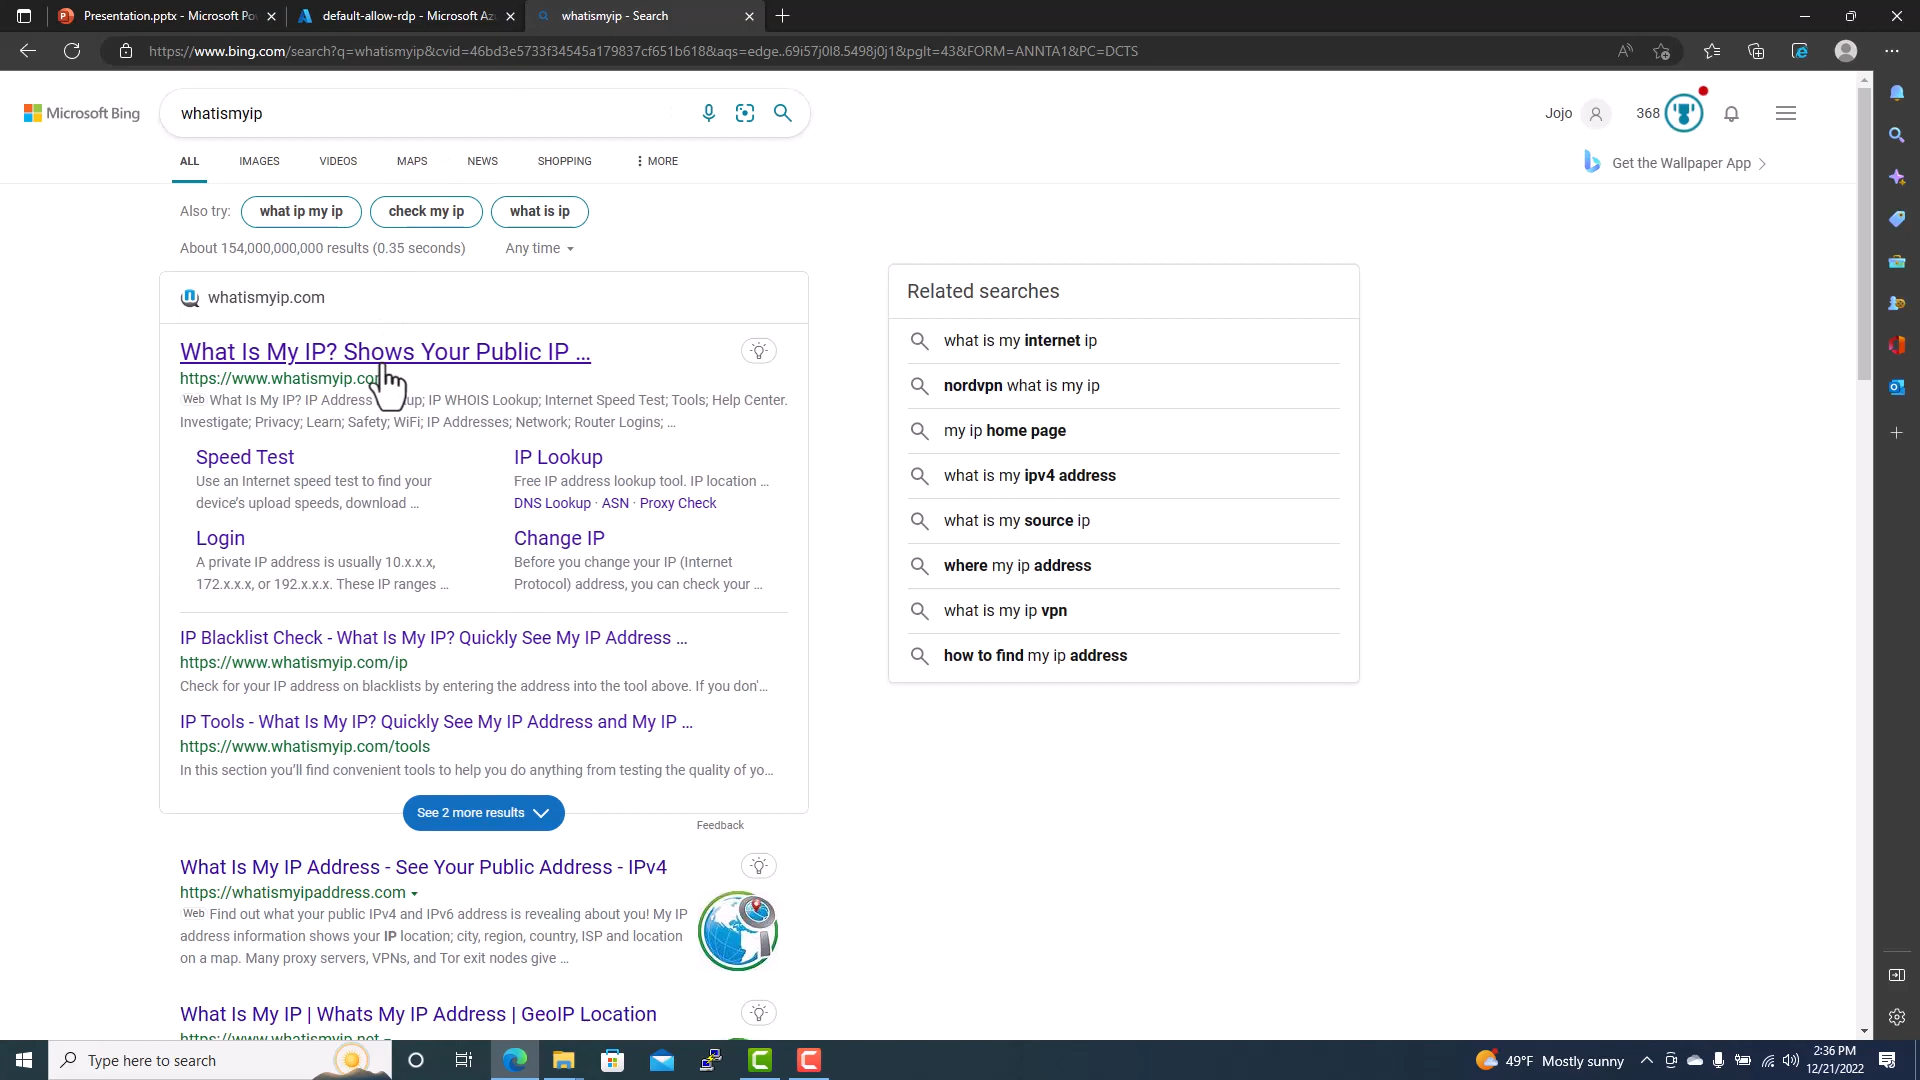 Presentation.pptx - Microsoft Po
default-allow-rdp - Microsoft Az
whatismyip - Search
https://www.bing.com/search?q=whatismyip&cvid=46bd3e5733f34545a179837cf651b618&aqs=edge..69i57j0l8.5498j0j1&pglt=43&FORM=ANNTA1&PC=DCTS
Microsoft Bing
whatismyip
Jojo
368
ALL
IMAGES
VIDEOS
MAPS
NEWS
SHOPPING
MORE
Get the Wallpaper App
Also try:
what ip my ip
check my ip
what is ip
About 154,000,000,000 results (0.35 seconds)
Any time
whatismyip.com
What Is My IP? Shows Your Public IP ...
https://www.whatismyip.com
Web What Is My IP? IP Address up; IP WHOIS Lookup; Internet Speed Test; Tools; Help Center.
Investigate; Privacy; Learn; Safety; WiFi; IP Addresses; Network; Router Logins; ...
Speed Test
Use an Internet speed test to find your
device's upload speeds, download ...
IP Lookup
Free IP address lookup tool. IP location ...
DNS Lookup · ASN · Proxy Check
Login
A private IP address is usually 10.x.x.x,
172.x.x.x, or 192.x.x.x. These IP ranges ...
Change IP
Before you change your IP (Internet
Protocol) address, you can check your ...
IP Blacklist Check - What Is My IP? Quickly See My IP Address ...
https://www.whatismyip.com/ip
Check for your IP address on blacklists by entering the address into the tool above. If you don'...
IP Tools - What Is My IP? Quickly See My IP Address and My IP ...
https://www.whatismyip.com/tools
In this section you'll find convenient tools to help you do anything from testing the quality of yo...
See 2 more results
Feedback
What Is My IP Address - See Your Public Address - IPv4
https://whatismyipaddress.com
Web Find out what your public IPv4 and IPv6 address is revealing about you! My IP
address information shows your IP location; city, region, country, ISP and location
on a map. Many proxy servers, VPNs, and Tor exit nodes give ...
What Is My IP | Whats My IP Address | GeoIP Location
https://www.whatismyip.net
Related searches
what is my internet ip
nordvpn what is my ip
my ip home page
what is my ipv4 address
what is my source ip
where my ip address
what is my ip vpn
how to find my ip address
Type here to search
49°F Mostly sunny
2:36 PM
12/21/2022